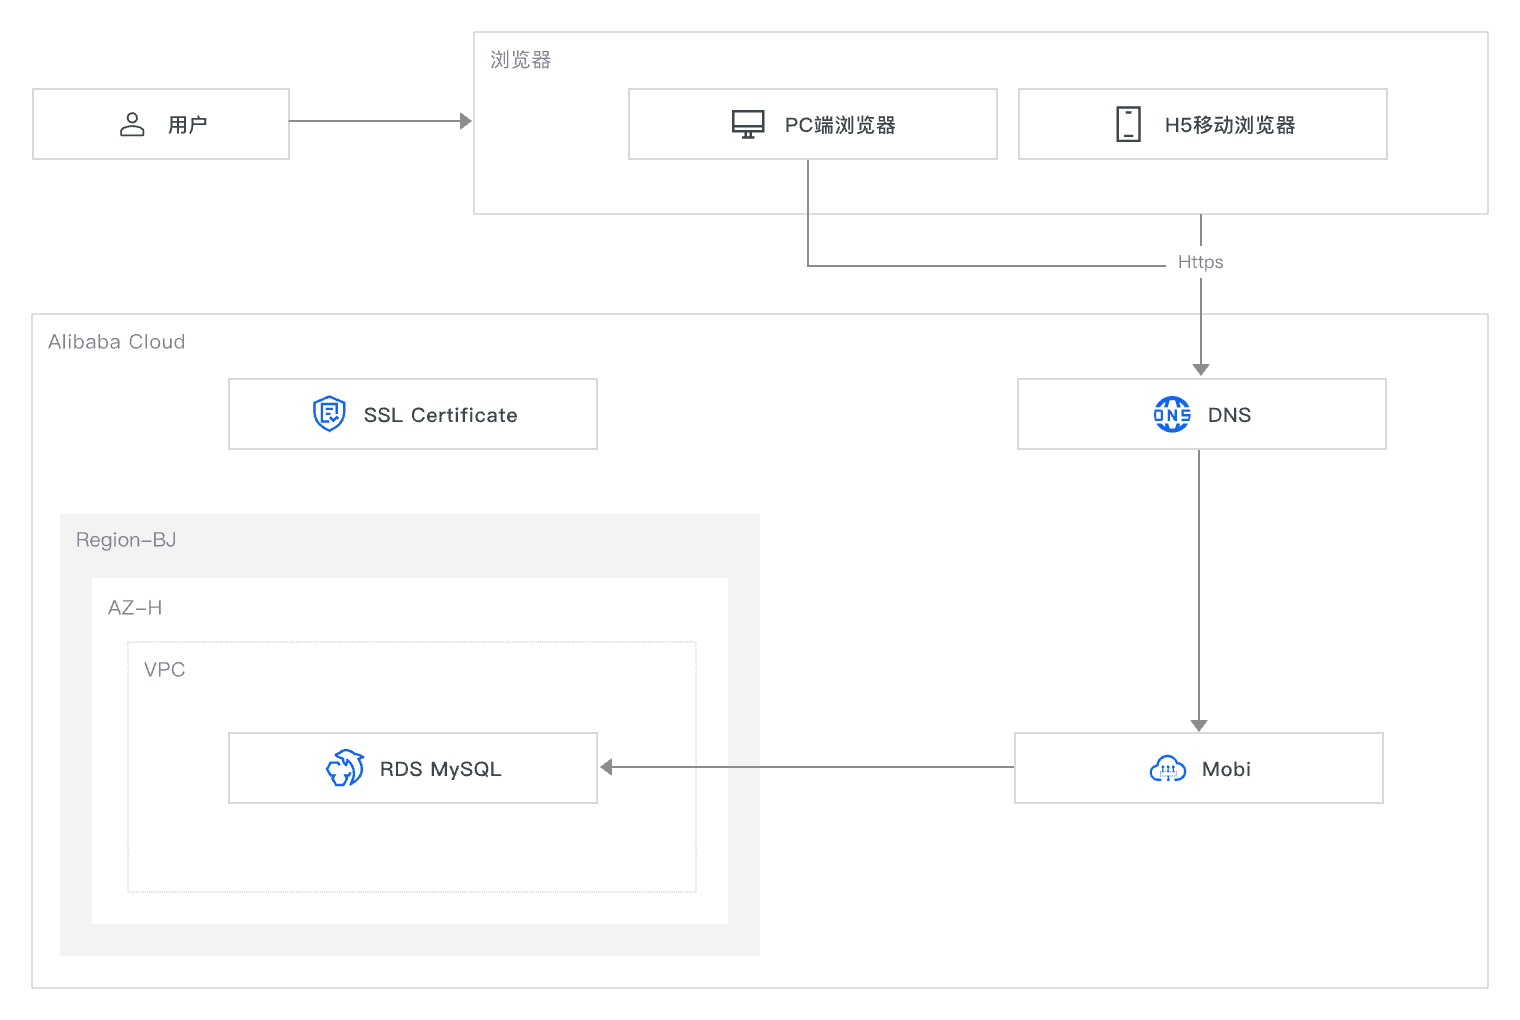 浏览器
用户
PC端浏览器
H5移动浏览器
Https
Alibaba Cloud
SSL Certificate
DNS
DNS
Region-BJ
AZ-H
VPC
RDS MySQL
Mobi